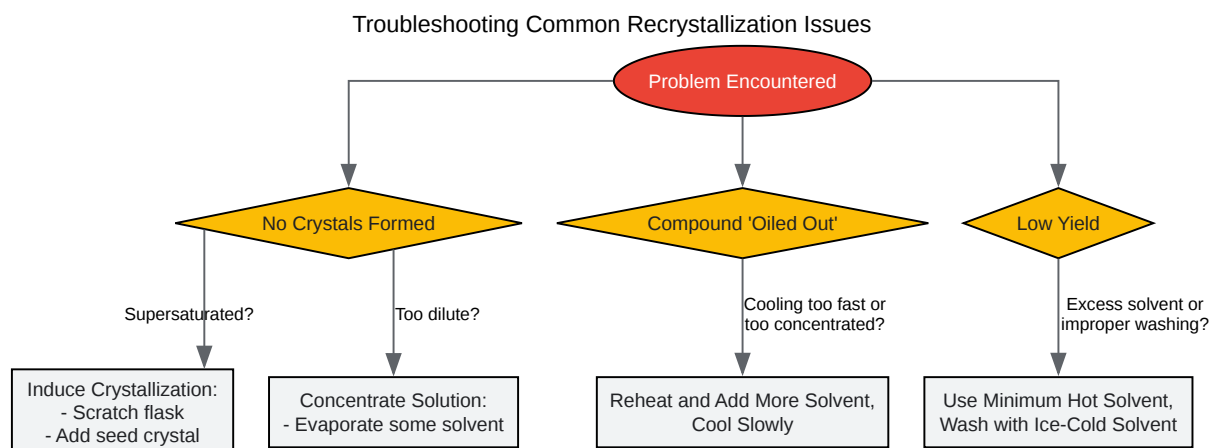 Troubleshooting Common Recrystallization Issues
Problem Encountered
No Crystals Formed
Compound 'Oiled Out'
Low Yield
Supersaturated?
Too dilute?
Cooling too fast or
too concentrated?
Excess solvent or
improper washing?
Induce Crystallization:
- Scratch flask
- Add seed crystal
Concentrate Solution:
- Evaporate some solvent
Reheat and Add More Solvent,
Cool Slowly
Use Minimum Hot Solvent,
Wash with Ice-Cold Solvent